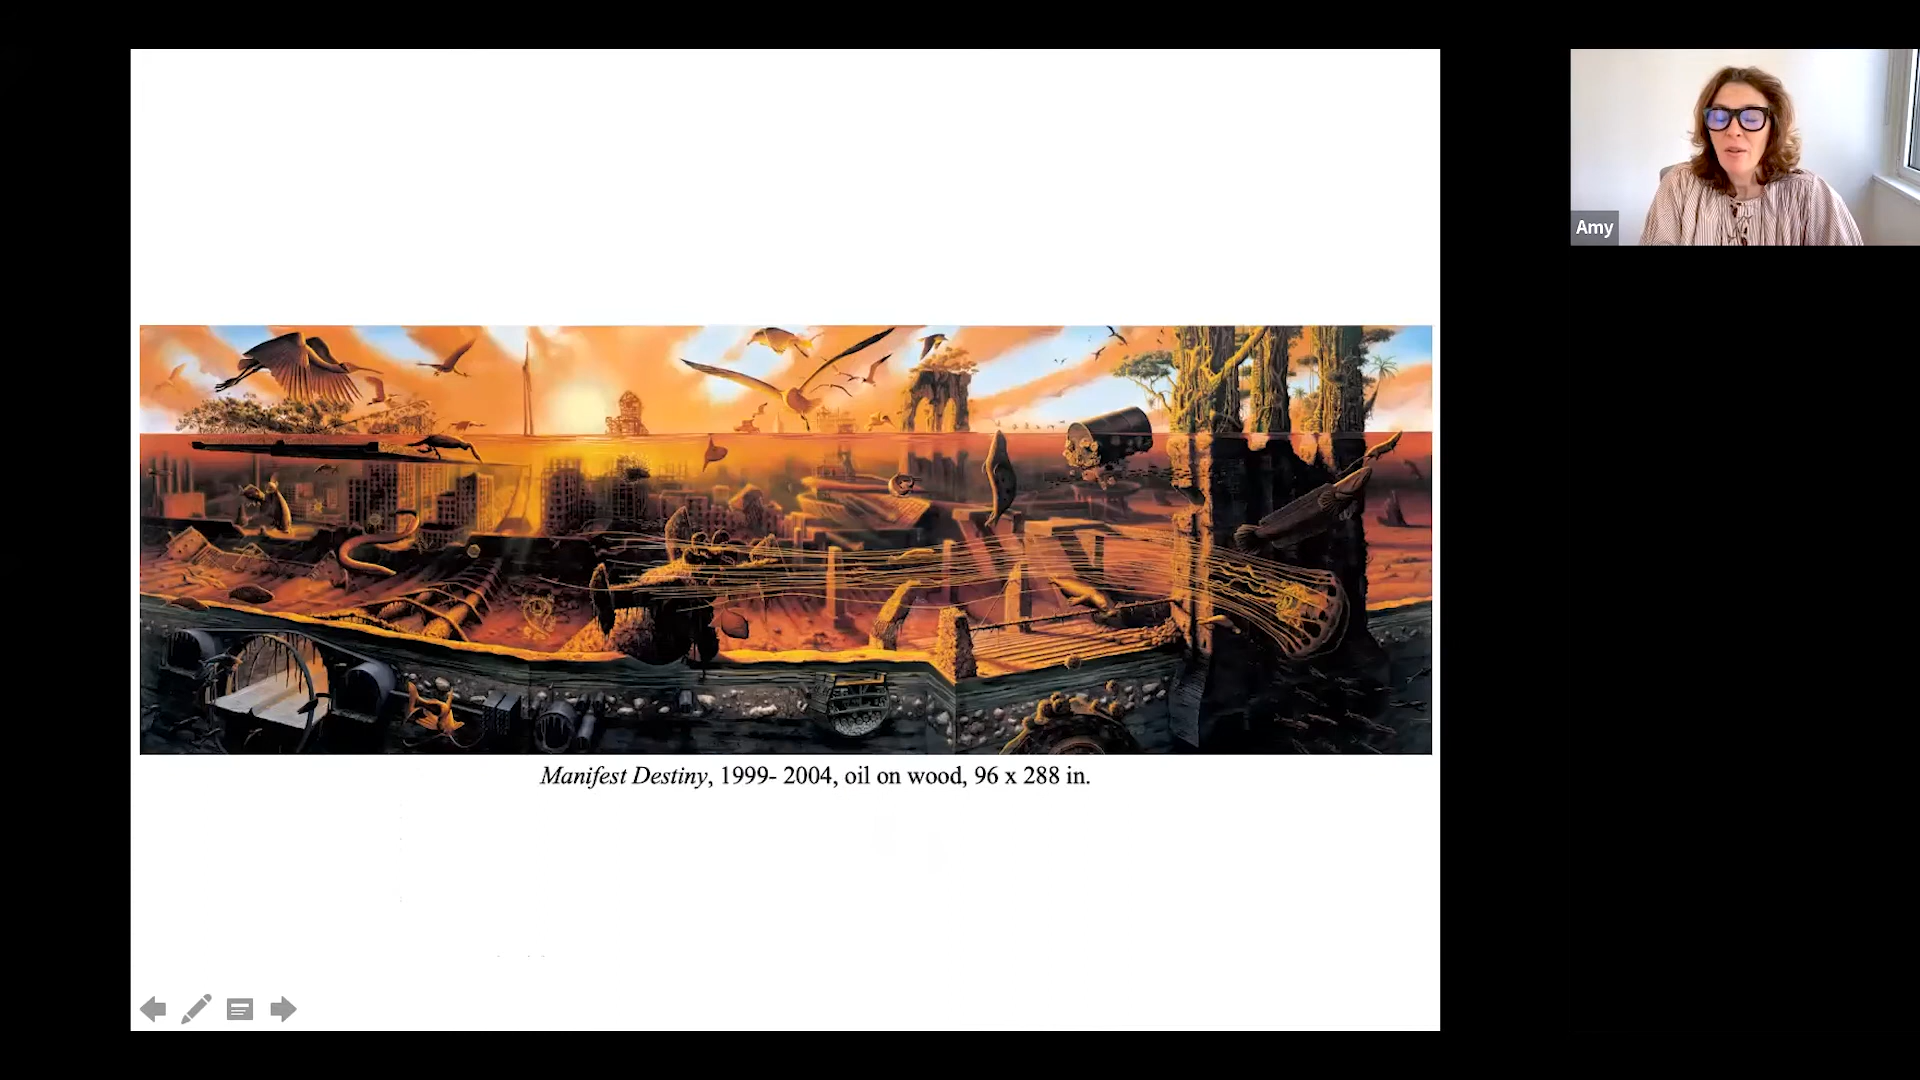 Amy
Manifest Destiny, 1999- 2004, oil on wood, 96 x 288 in.